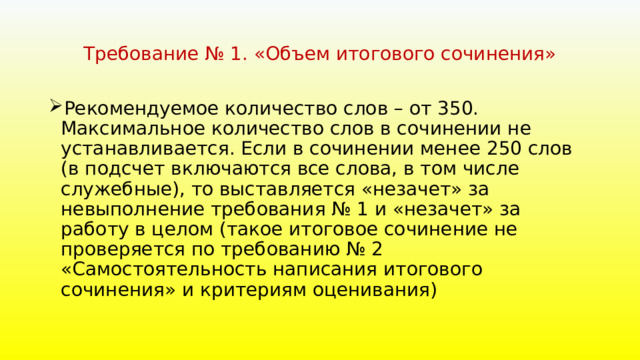 Требование № 1. «Объем итогового сочинения»
Рекомендуемое количество слов – от 350.
Максимальное количество слов в сочинении не
устанавливается. Если в сочинении менее 250 слов
(в подсчет включаются все слова, в том числе
служебные), то выставляется «незачет» за
невыполнение требования № 1 и «незачет» за
работу в целом (такое итоговое сочинение не
проверяется по требованию № 2
«Самостоятельность написания итогового
сочинения» и критериям оценивания)